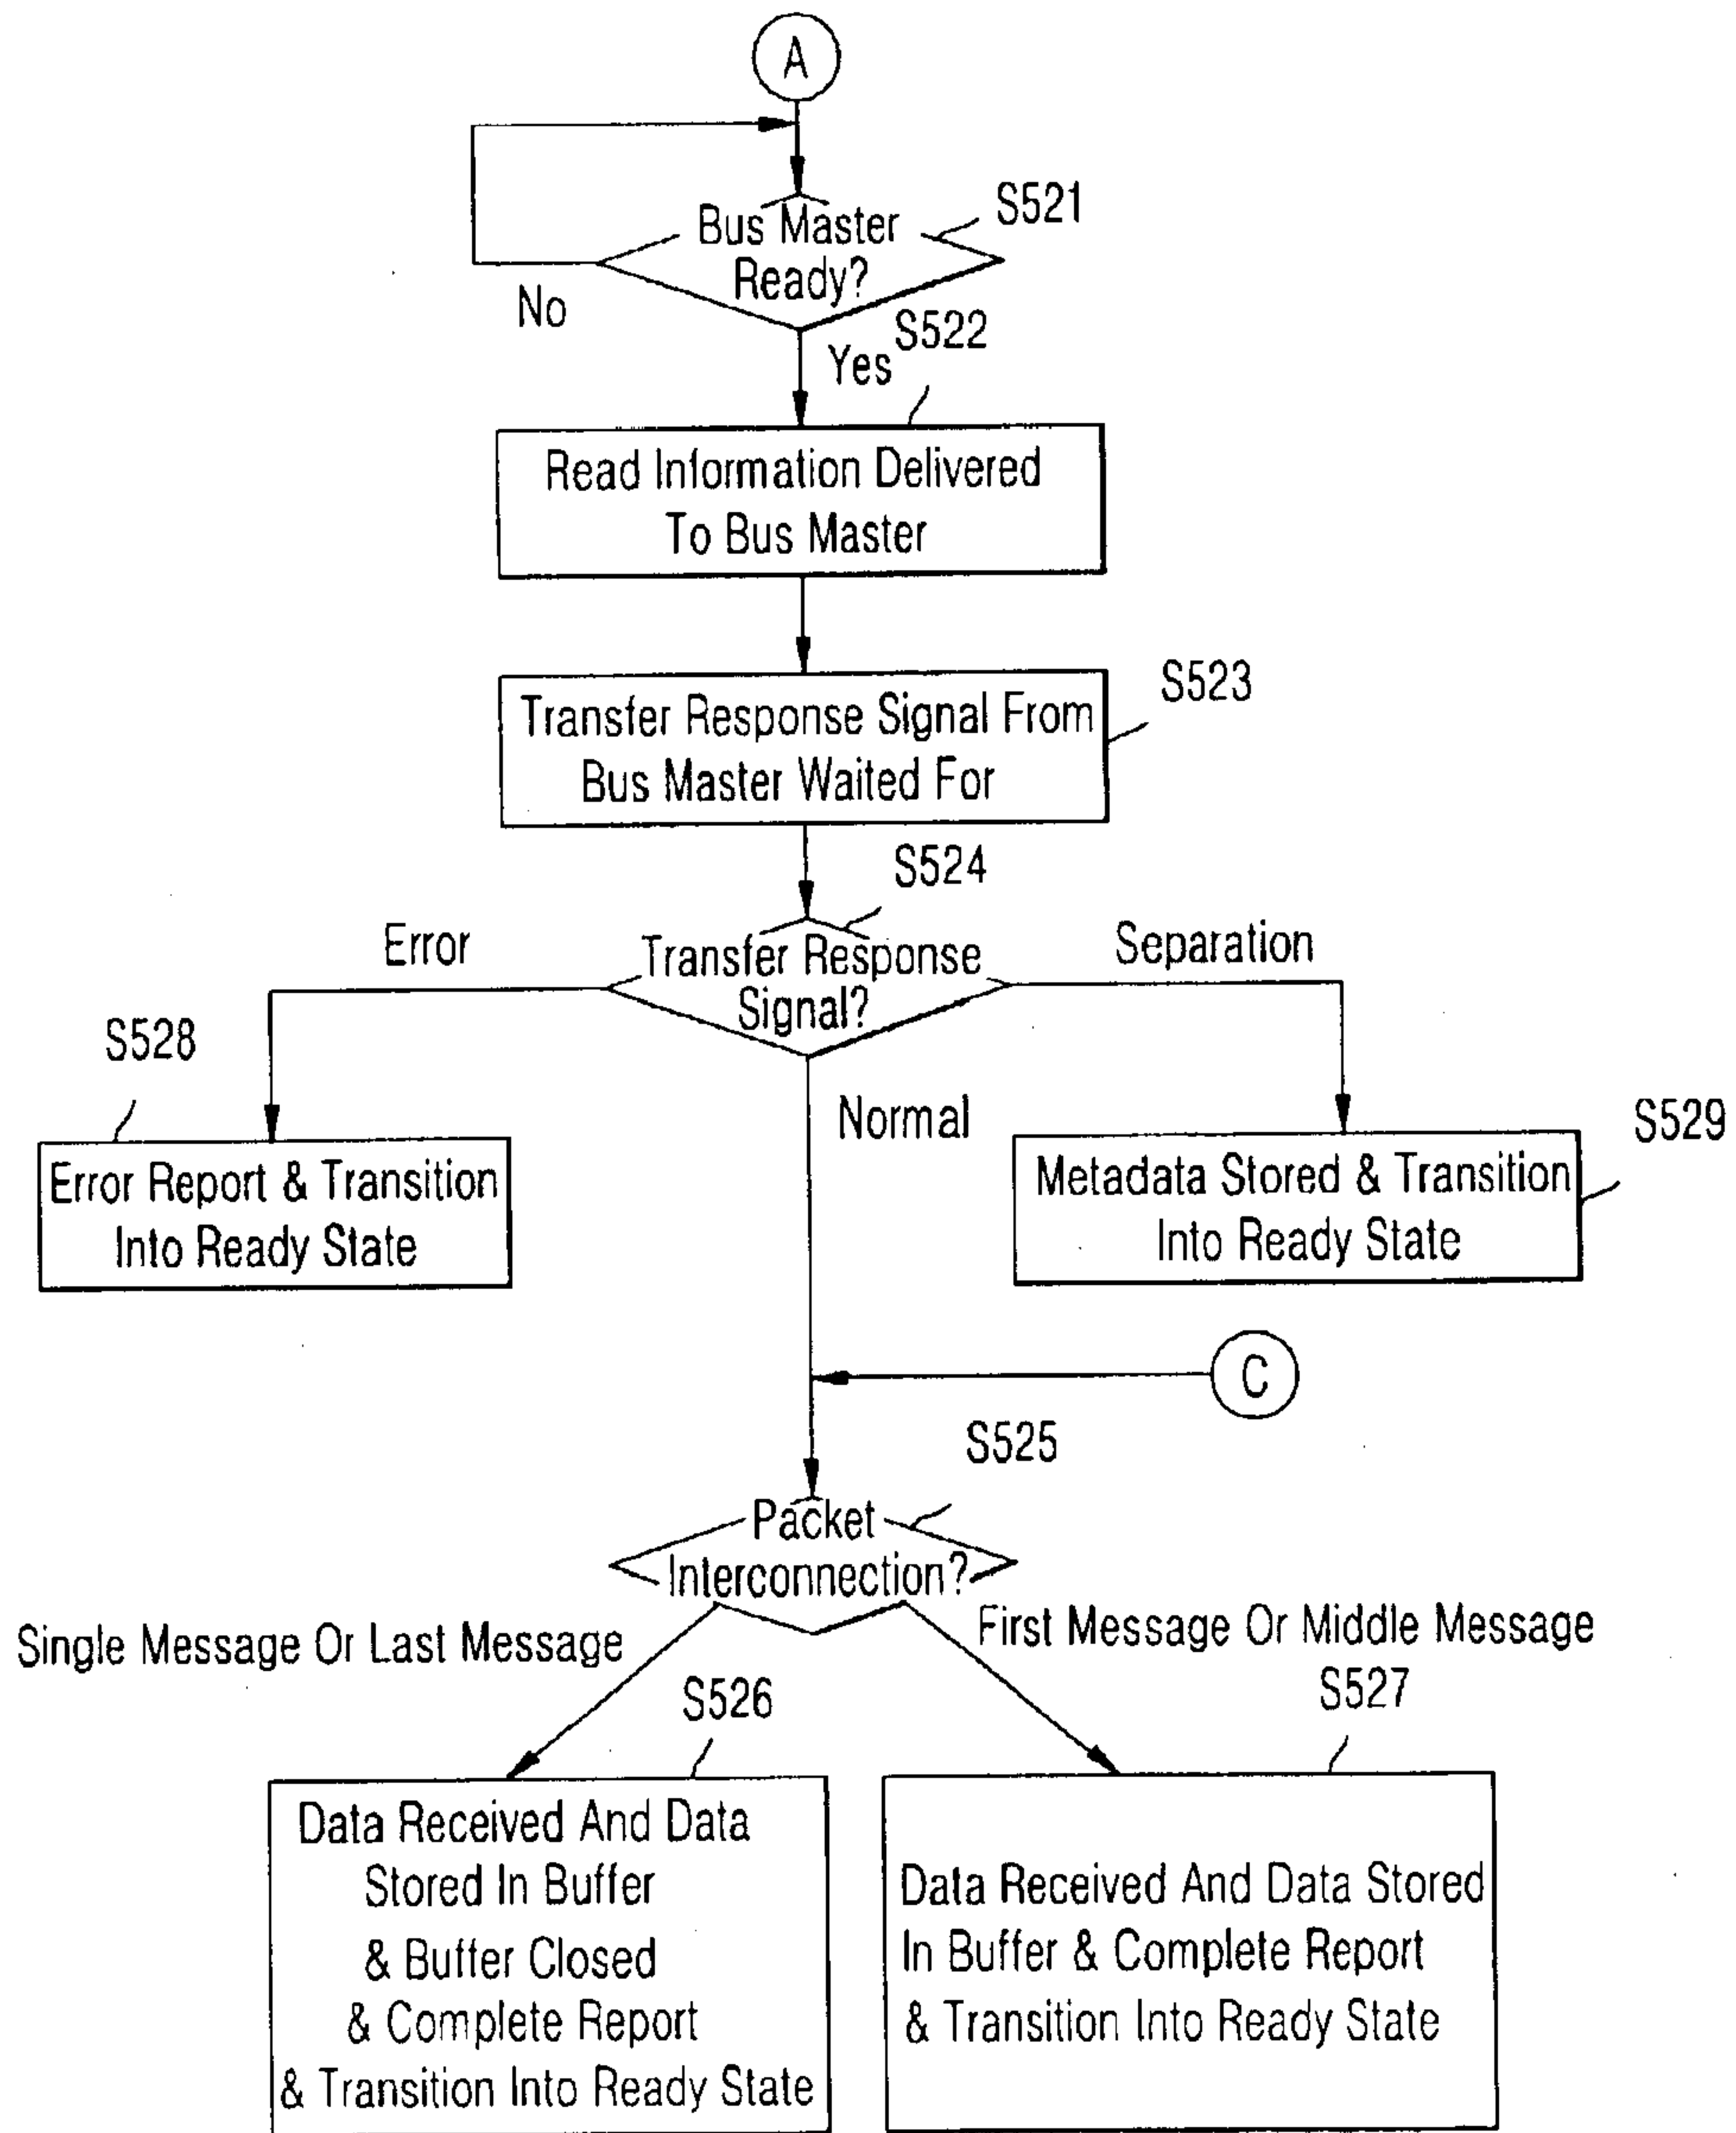 A
Bus Master
Ready?
S521
No
Yes
S522
Read Information Delivered
To Bus Master
Transfer Response Signal From
Bus Master Waited For
S523
S524
Error
Transfer Response
Signal?
Separation
S528
Normal
S529
Error Report & Transition
Into Ready State
Metadata Stored & Transition
Into Ready State
C
S525
Packet
Interconnection?
Single Message Or Last Message
First Message Or Middle Message
S526
S527
Data Received And Data
Stored In Buffer
& Buffer Closed
& Complete Report
& Transition Into Ready State
Data Received And Data Stored
In Buffer & Complete Report
& Transition Into Ready State